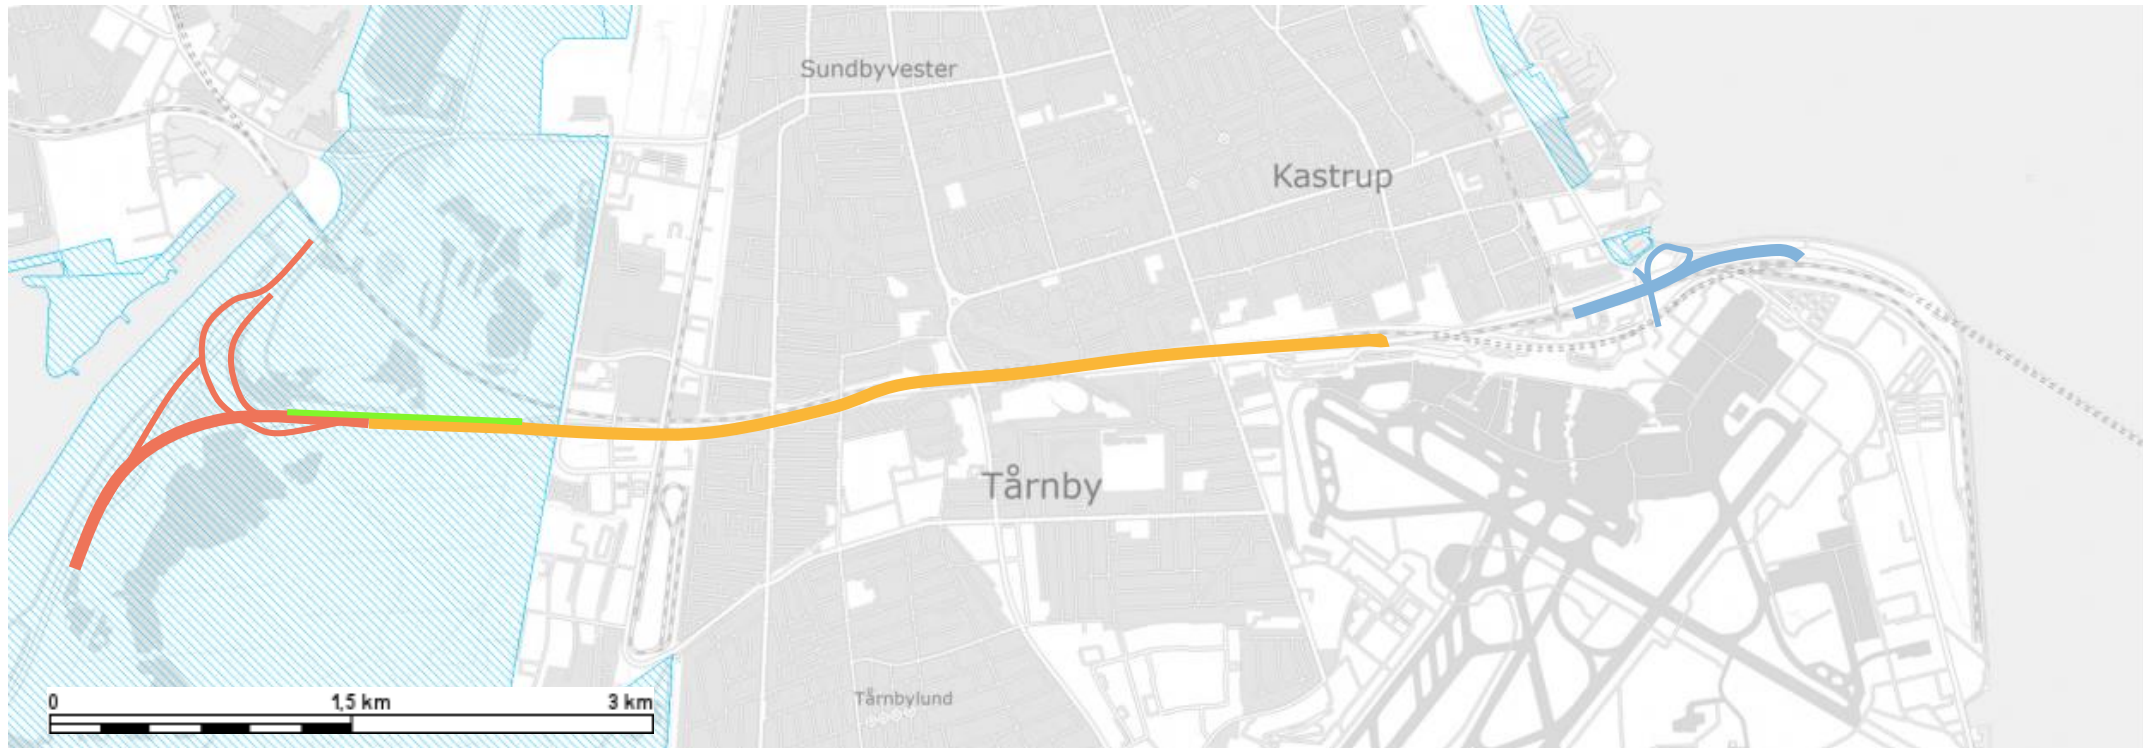 Sundbyvester
Kastrup
Tårnby
Tårnbylund
0 1,5 km 3 km